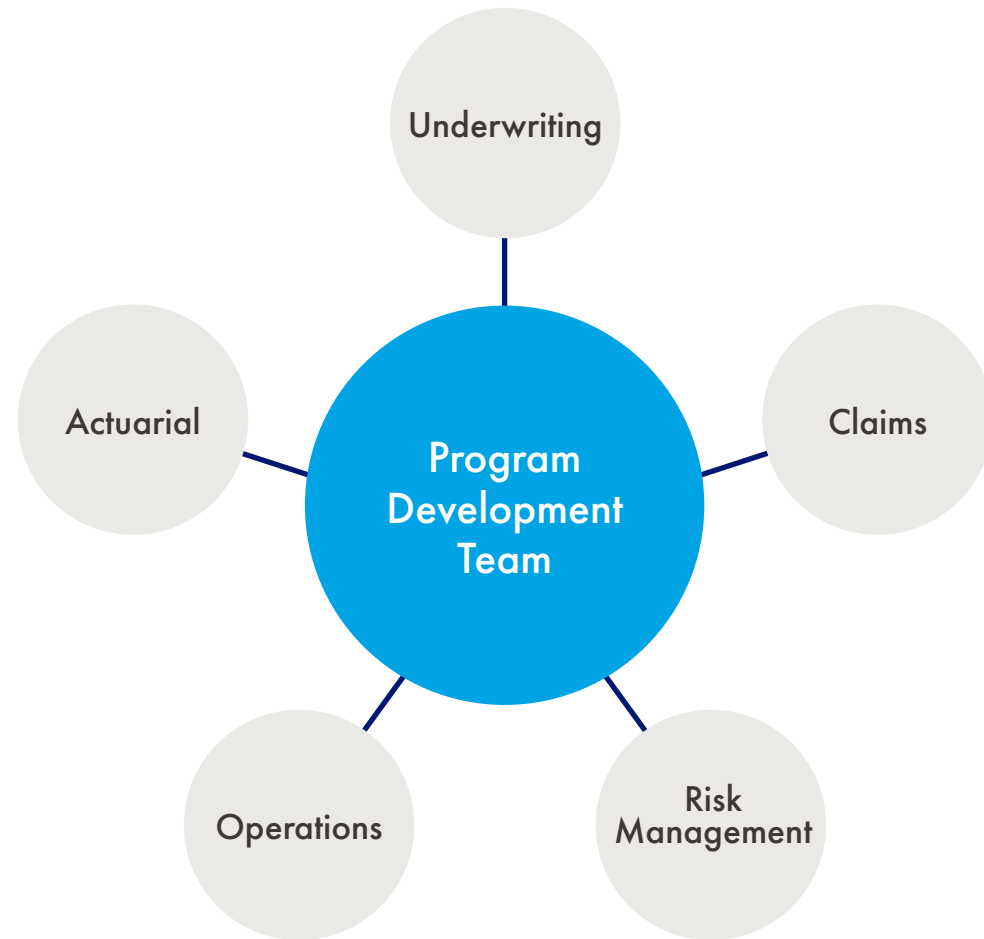 Underwriting
Actuarial
Claims
Program
Development
Team
Operations
Risk
Management